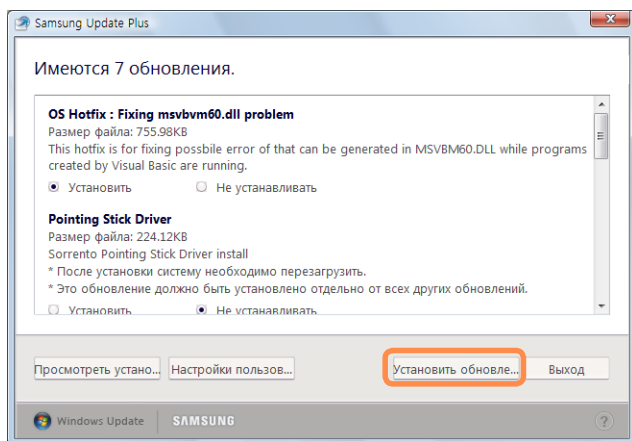 Samsung Update Plus
Имеются 7 обновления.
OS Hotfix : Fixing msvbvm60.dll problem
Размер файла: 755.98KB
This hotfix is for fixing possbile error of that can be generated in MSVBM60.DLL while programs
created by Visual Basic are running.
Установить Не устанавливать
Pointing Stick Driver
Размер файла: 224.12KB
Sorrento Pointing Stick Driver install
* После установки систему необходимо перезагрузить.
* Это обновление должно быть установлено отдельно от всех других обновлений.
Установить Не устанавливать
Просмотреть устано... Настройки пользов... Установить обновле... Выход
Windows Update SAMSUNG ?